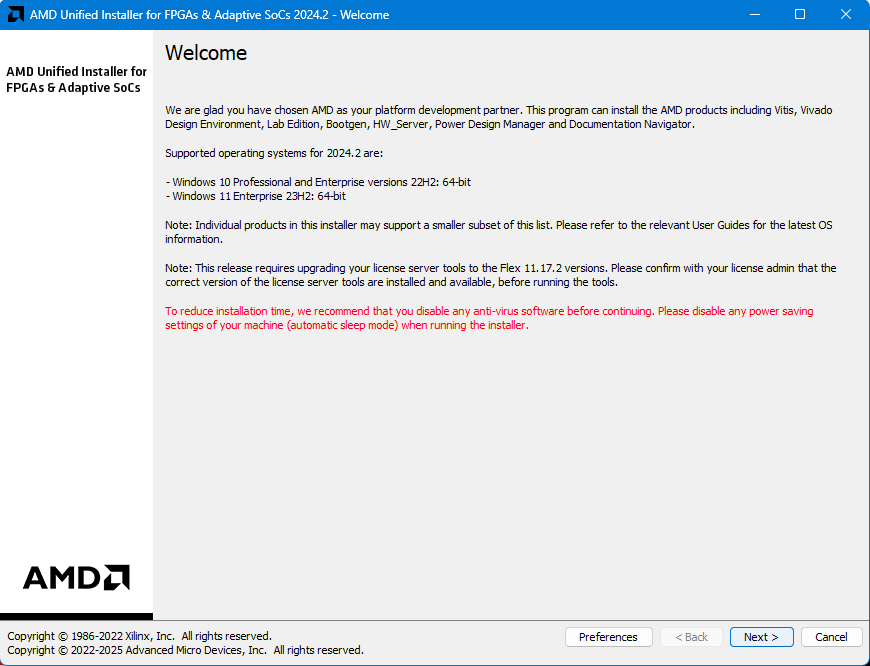 AMD Unified Installer for FPGAs & Adaptive SoCs 2024.2 - Welcome
AMD Unified Installer for
FPGAs & Adaptive SoCs
Welcome
We are glad you have chosen AMD as your platform development partner. This program can install the AMD products including Vitis, Vivado
Design Environment, Lab Edition, Bootgen, HW_Server, Power Design Manager and Documentation Navigator.
Supported operating systems for 2024.2 are:
- Windows 10 Professional and Enterprise versions 22H2: 64-bit
- Windows 11 Enterprise 23H2: 64-bit
Note: Individual products in this installer may support a smaller subset of this list. Please refer to the relevant User Guides for the latest OS
information.
Note: This release requires upgrading your license server tools to the Flex 11.17.2 versions. Please confirm with your license admin that the
correct version of the license server tools are installed and available, before running the tools.
To reduce installation time, we recommend that you disable any anti-virus software before continuing. Please disable any power saving
settings of your machine (automatic sleep mode) when running the installer.
AMD
Copyright © 1986-2022 Xilinx, Inc. All rights reserved.
Copyright © 2022-2025 Advanced Micro Devices, Inc. All rights reserved.
Preferences
< Back
Next >
Cancel